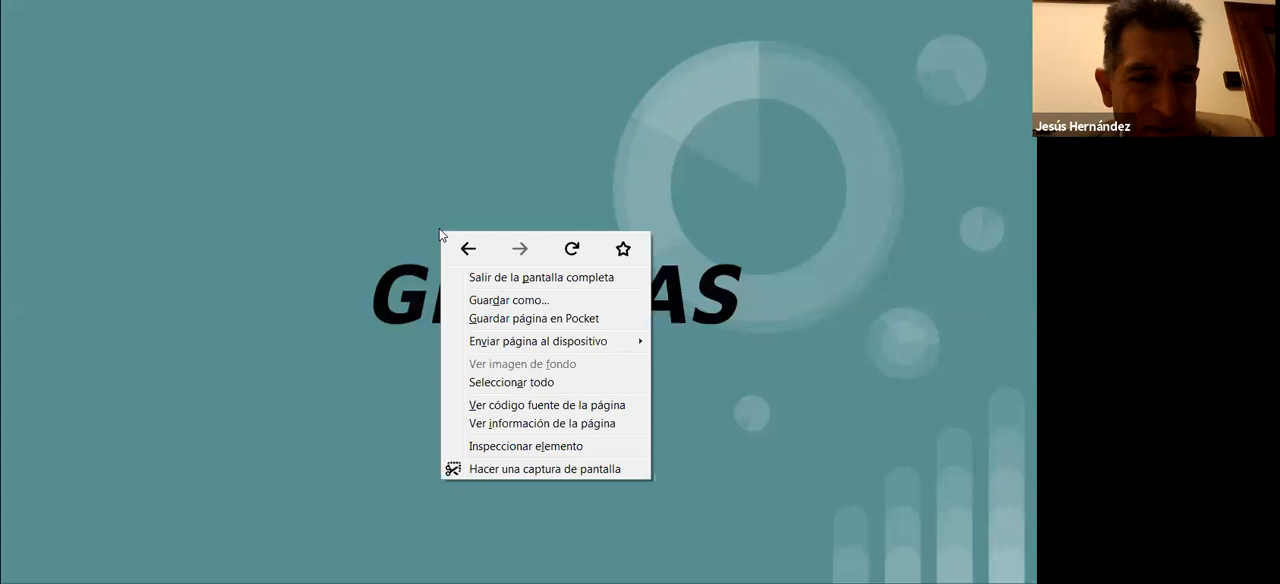 Jesús Hernández
G AS
Salir de la pantalla completa
Guardar como...
Guardar página en Pocket
Enviar página al dispositivo
Ver imagen de fondo
Seleccionar todo
Ver código fuente de la página
Ver información de la página
Inspeccionar elemento
Hacer una captura de pantalla